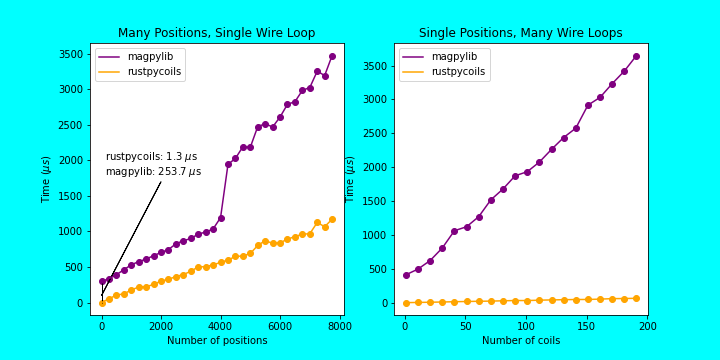 Many Positions, Single Wire Loop
magpylib
rustpycoils
rustpycoils: 1.3 μs
magpylib: 253.7 μs
Time (μs)
3500
3000
2500
2000
1500
1000
500
0
0
2000
4000
6000
8000
Number of positions
Single Positions, Many Wire Loops
magpylib
rustpycoils
Time (μs)
3500
3000
2500
2000
1500
1000
500
0
0
50
100
150
200
Number of coils